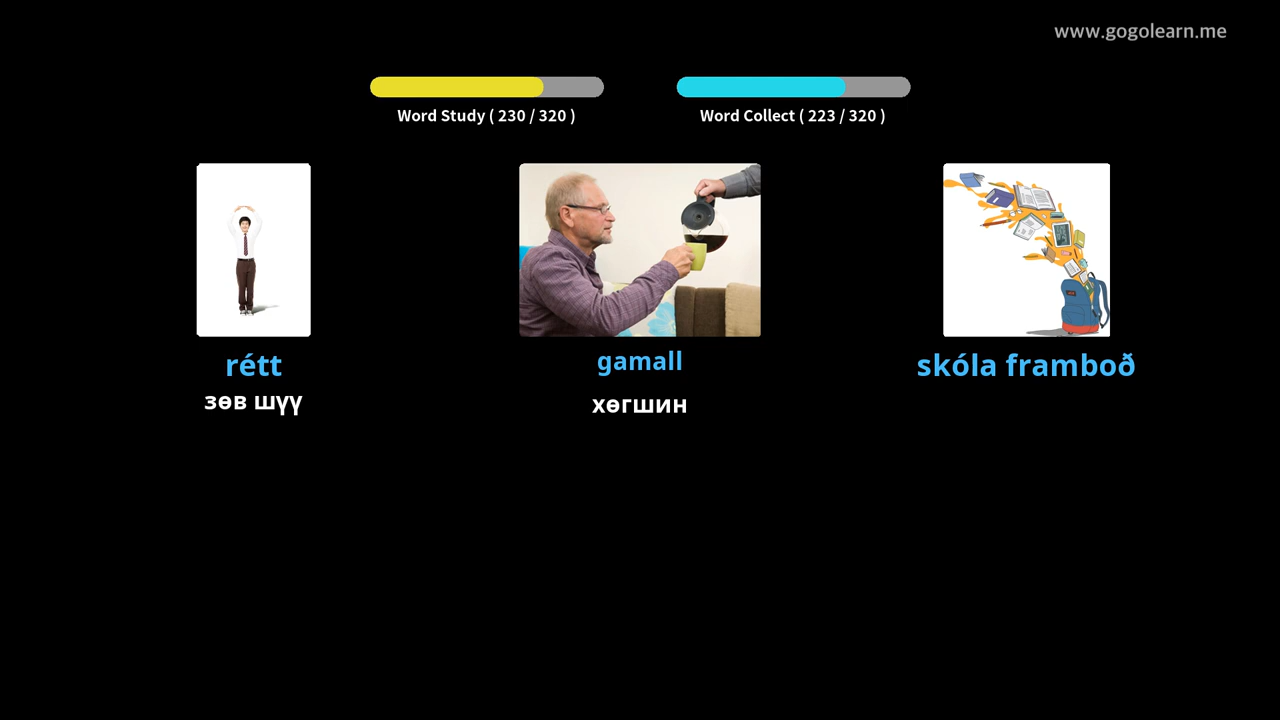 www.gogolearn.me
Word Study ( 230 / 320 )
Word Collect ( 223 / 320 )
rétt
зөв шүү
gamall
хөгшин
skóla framboð